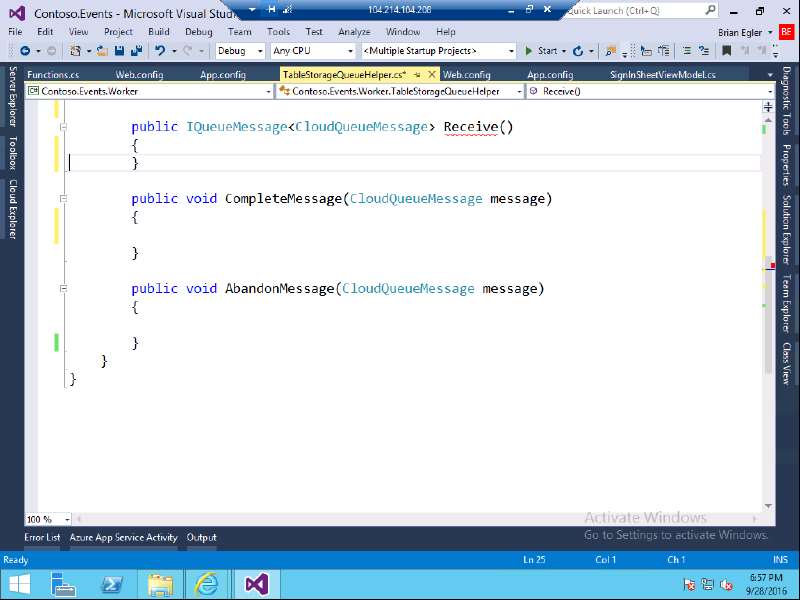 Contoso.Events - Microsoft Visual Stud
104.214.104.208
Quick Launch (Ctrl+Q)
File Edit View Project Build Debug Team Tools Test Analyze Window Help
Brian Egler
BE
Debug Any CPU <Multiple Startup Projects> Start
Functions.cs Web.config App.config TableStorageQueueHelper.cs* Web.config App.config SignInSheetViewModel.cs
Contoso.Events.Worker Contoso.Events.Worker.TableStorageQueueHelper Receive()
Server Explorer
Toolbox
Cloud Explorer
public IQueueMessage<CloudQueueMessage> Receive()
{
}
public void CompleteMessage(CloudQueueMessage message)
{
}
public void AbandonMessage(CloudQueueMessage message)
{
}
}
}
Diagnostic Tools
Properties
Solution Explorer
Team Explorer
Class View
100 %
Activate Windows
Go to Settings to activate Windows.
Error List Azure App Service Activity Output
Ready Ln 25 Col 1 Ch 1 INS
6:57 PM
9/28/2016